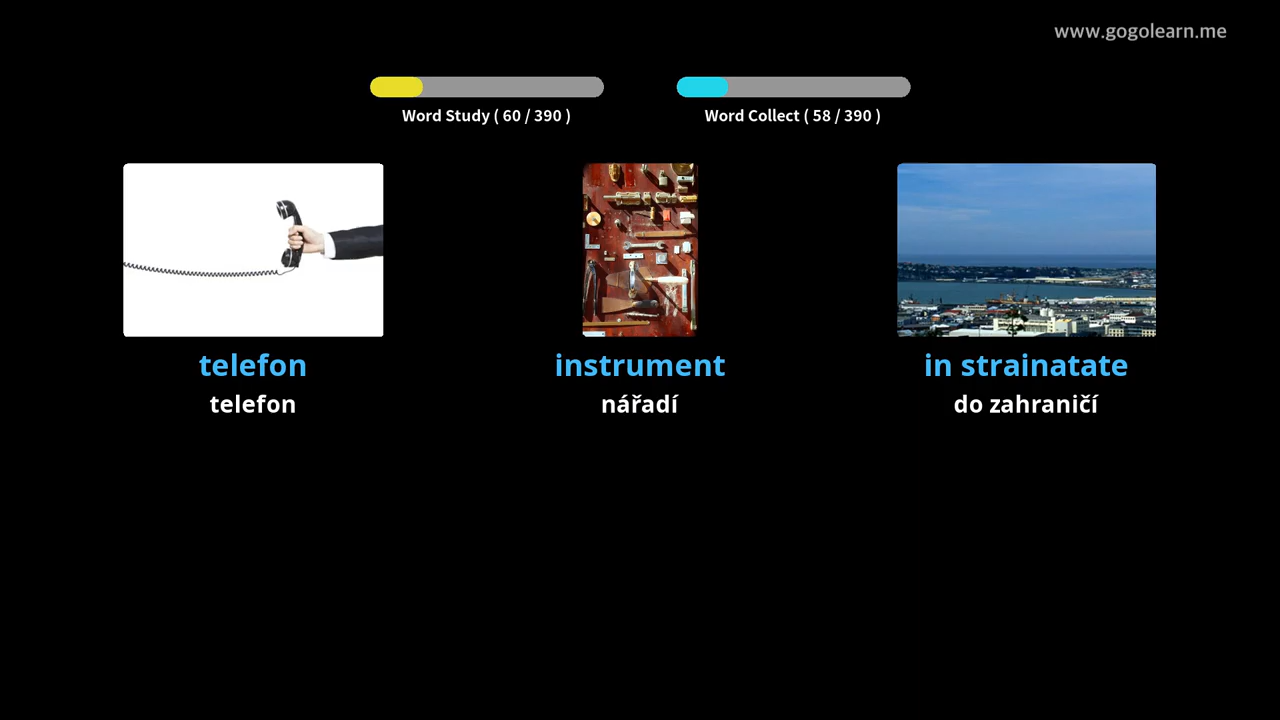 www.gogolearn.me
Word Study ( 60 / 390 )
Word Collect ( 58 / 390 )
telefon
telefon
instrument
nářadí
in strainatate
do zahraničí